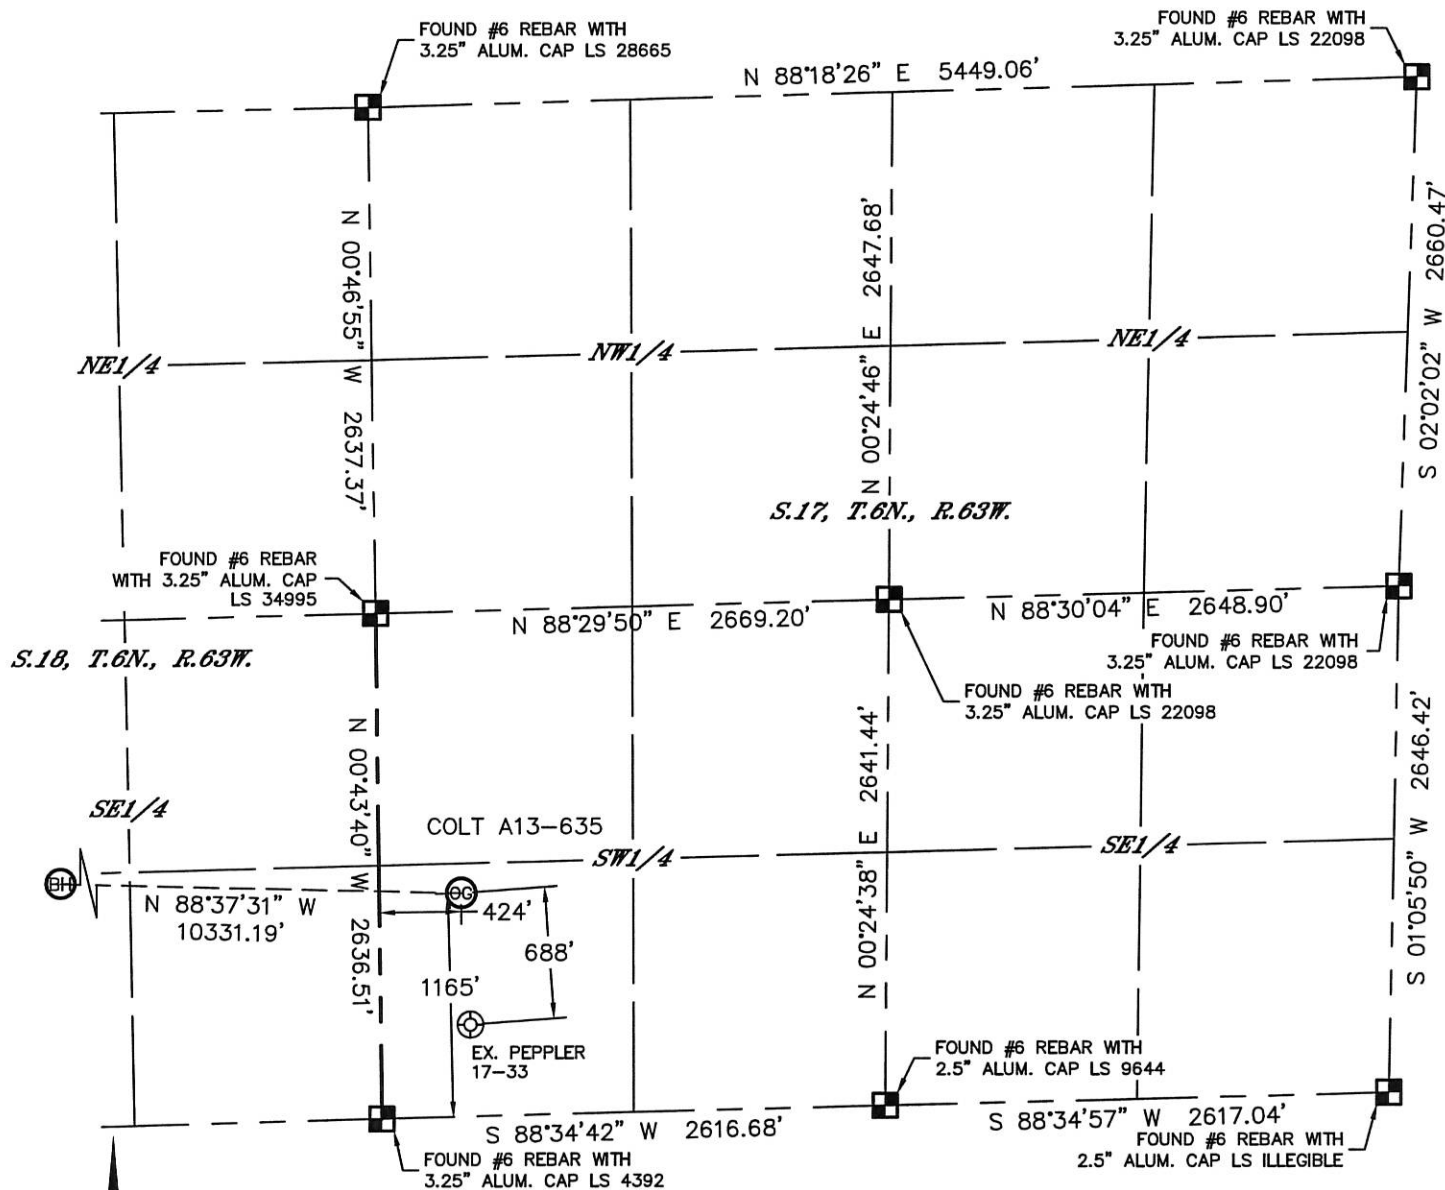 FOUND #6 REBAR WITH
3.25" ALUM. CAP LS 28665
FOUND #6 REBAR WITH
3.25" ALUM. CAP LS 22098
N 88°18'26" E 5449.06'
N 00°46'55" W 2637.37'
N 00°24'46" E 2647.68'
S 02°02'02" W 2660.47'
NE1/4
NW1/4
NE1/4
S.17, T.6N., R.63W.
FOUND #6 REBAR
WITH 3.25" ALUM. CAP
LS 34995
N 88°29'50" E 2669.20'
N 88°30'04" E 2648.90'
FOUND #6 REBAR WITH
3.25" ALUM. CAP LS 22098
S.18, T.6N., R.63W.
FOUND #6 REBAR WITH
3.25" ALUM. CAP LS 22098
N 00°43'40" W 2636.51'
N 00°24'38" E 2641.44'
S 01°05'50" W 2646.42'
SE1/4
COLT A13-635
SW1/4
SE1/4
BH
OG
N 88°37'31" W
10331.19'
424'
688'
1165'
EX. PEPPLER
17-33
FOUND #6 REBAR WITH
2.5" ALUM. CAP LS 9644
S 88°34'42" W 2616.68'
S 88°34'57" W 2617.04'
FOUND #6 REBAR WITH
2.5" ALUM. CAP LS ILLEGIBLE
FOUND #6 REBAR WITH
3.25" ALUM. CAP LS 4392